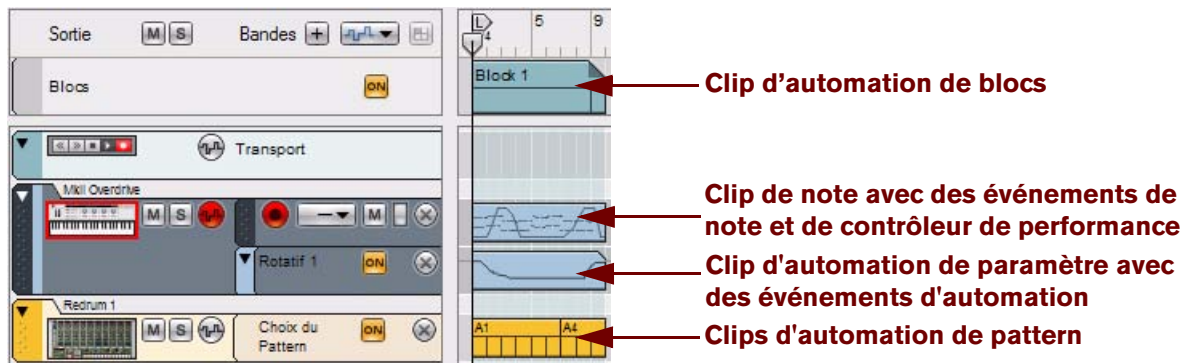 Sortie M S Bandes + L 5 9
4
Blocs ON Block 1
Clip d’automation de blocs
Transport
MkII Overdrive
M S M
Clip de note avec des événements de
note et de contrôleur de performance
Rotatif 1 ON
Clip d'automation de paramètre avec
des événements d'automation
Redrum 1
M S Choix du
Pattern ON A1 A4
Clips d'automation de pattern